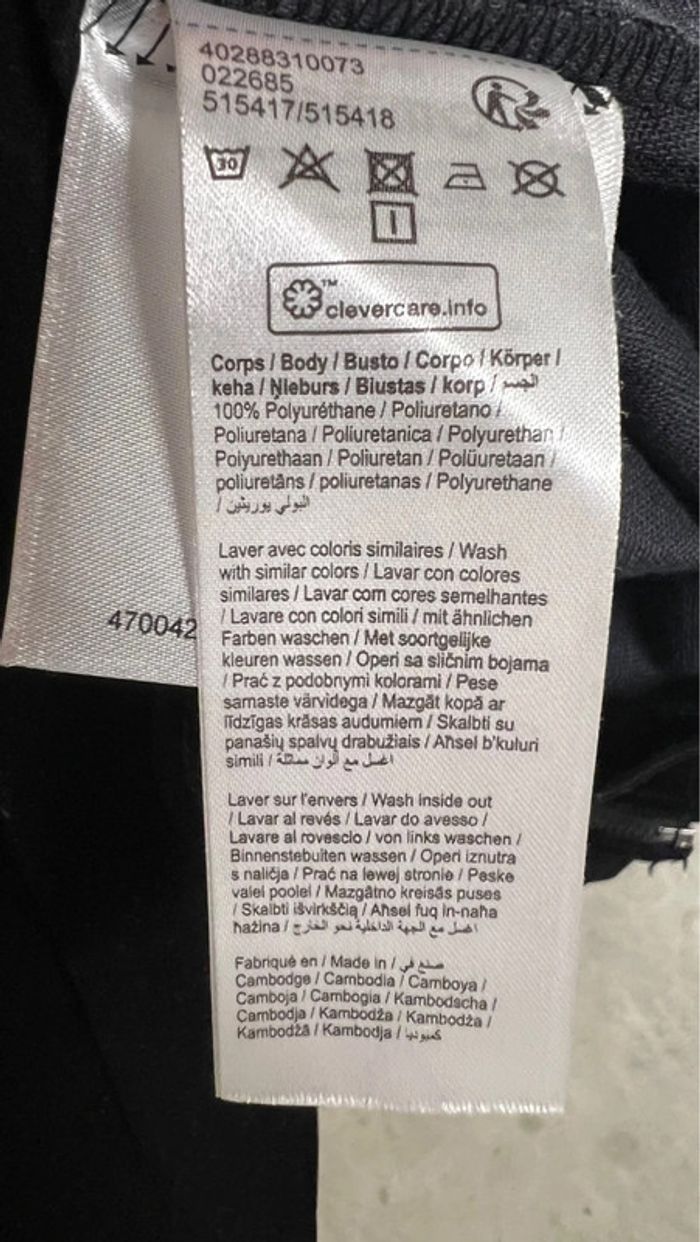 40288310073
022685
515417/515418
30
clevercare.info™
Corps / Body / Busto / Corpo / Körper /
keha / Ņieburs / Biustas / korp / الجسم
100% Polyuréthane / Poliuretano /
Poliuretana / Poliuretanica / Polyurethan /
Polyurethaan / Poliuretan / Polüuretaan /
poliuretāns / poliuretanas / Polyurethane
/ البولي يوريثين
Laver avec coloris similaires / Wash
with similar colors / Lavar con colores
similares / Lavar com cores semelhantes
/ Lavare con colori simili / mit ähnlichen
Farben waschen / Met soortgelijke
kleuren wassen / Operi sa sličnim bojama
/ Prać z podobnymi kolorami / Pese
samaste värvidega / Mazgāt kopā ar
līdzīgas krāsas audumiem / Skalbti su
panašių spalvų drabužiais / Aħsel b'kuluri
simili / اغسل مع ألوان مماثلة
Laver sur l'envers / Wash inside out
/ Lavar al revés / Lavar do avesso /
Lavare al rovescio / von links waschen /
Binnenstebuiten wassen / Operi iznutra
s naličja / Prać na lewej stronie / Peske
valel poolel / Mazgātno kreisās puses
/ Skalbti išvirkščią / Aħsel fuq in-naħa
ħażina / اغسل مع الجهة الداخلية نحو الخارج
Fabriqué en / Made in / صنع في
Cambodge / Cambodia / Camboya /
Camboja / Cambogia / Kambodscha /
Cambodja / Kambodža / Kambodża /
Kambodžā / Kambodja / كمبوديا
470042